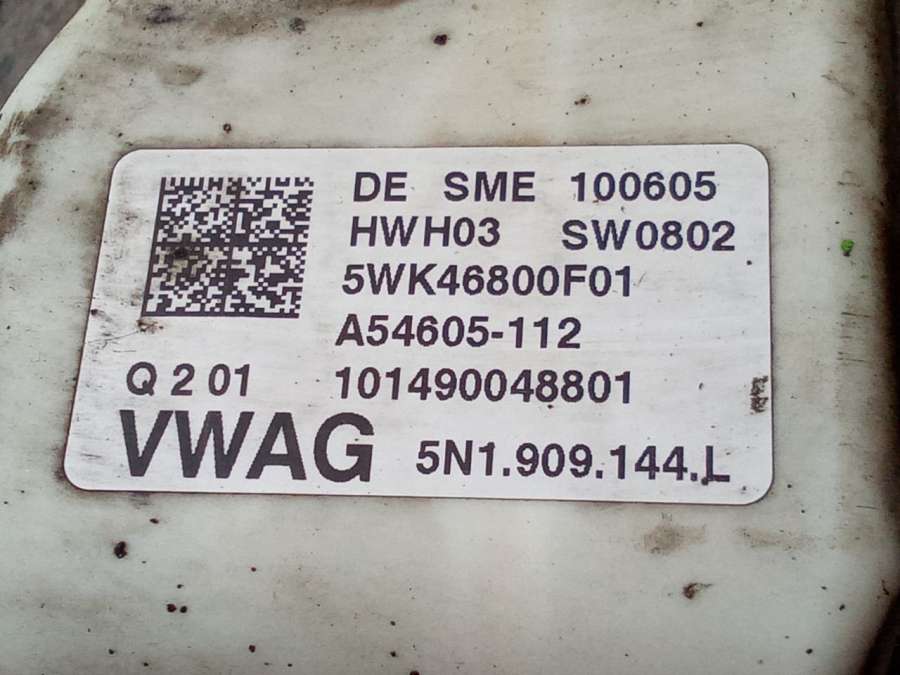 DE SME 100605
HWH03 SW0802
5WK46800F01
A54605-112
Q 2 01 101490048801
VWAG 5N1.909.144.L